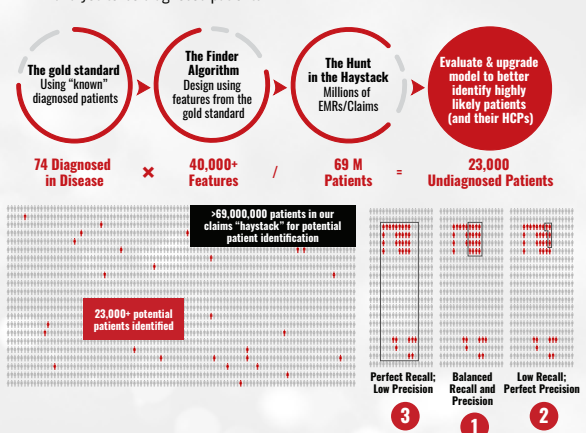 The gold standard
Using "known"
diagnosed patients
The Finder
Algorithm
Design using
features from the
gold standard
The Hunt
in the Haystack
Millions of
EMRs/Claims
Evaluate & upgrade
model to better
identify highly
likely patients
(and their HCPs)
74 Diagnosed
in Disease
×
40,000+
Features
/
69 M
Patients
=
23,000
Undiagnosed Patients
>69,000,000 patients in our
claims "haystack" for potential
patient identification
23,000+ potential
patients identified
Perfect Recall;
Low Precision
3
Balanced
Recall and
Precision
1
Low Recall;
Perfect Precision
2